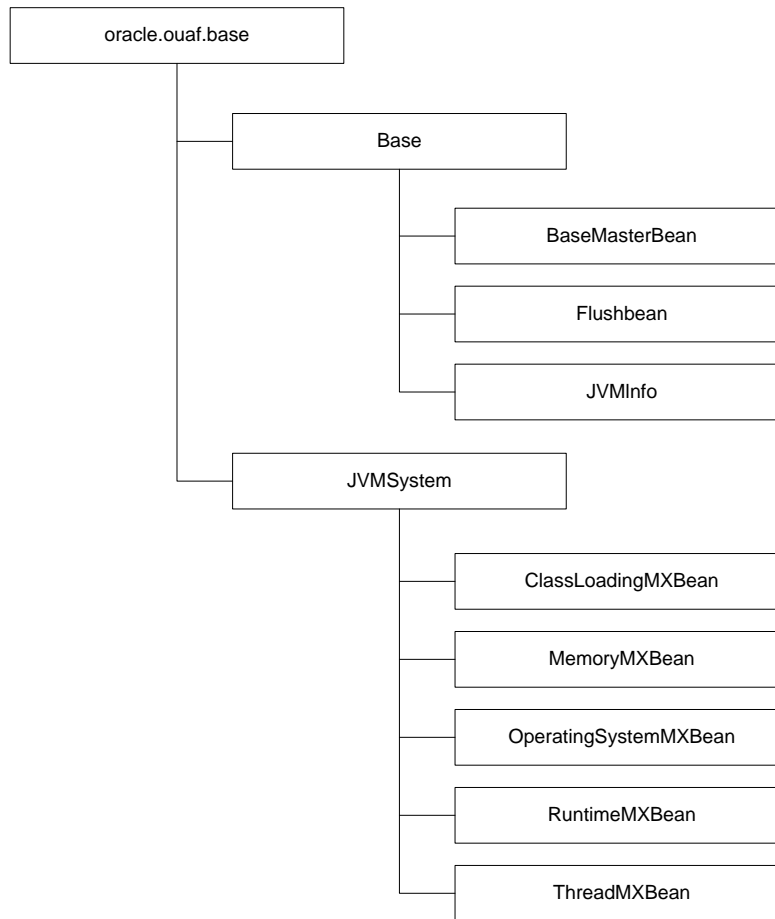 oracle.ouaf.base
Base
BaseMasterBean
Flushbean
JVMInfo
JVMSystem
ClassLoadingMXBean
MemoryMXBean
OperatingSystemMXBean
RuntimeMXBean
ThreadMXBean